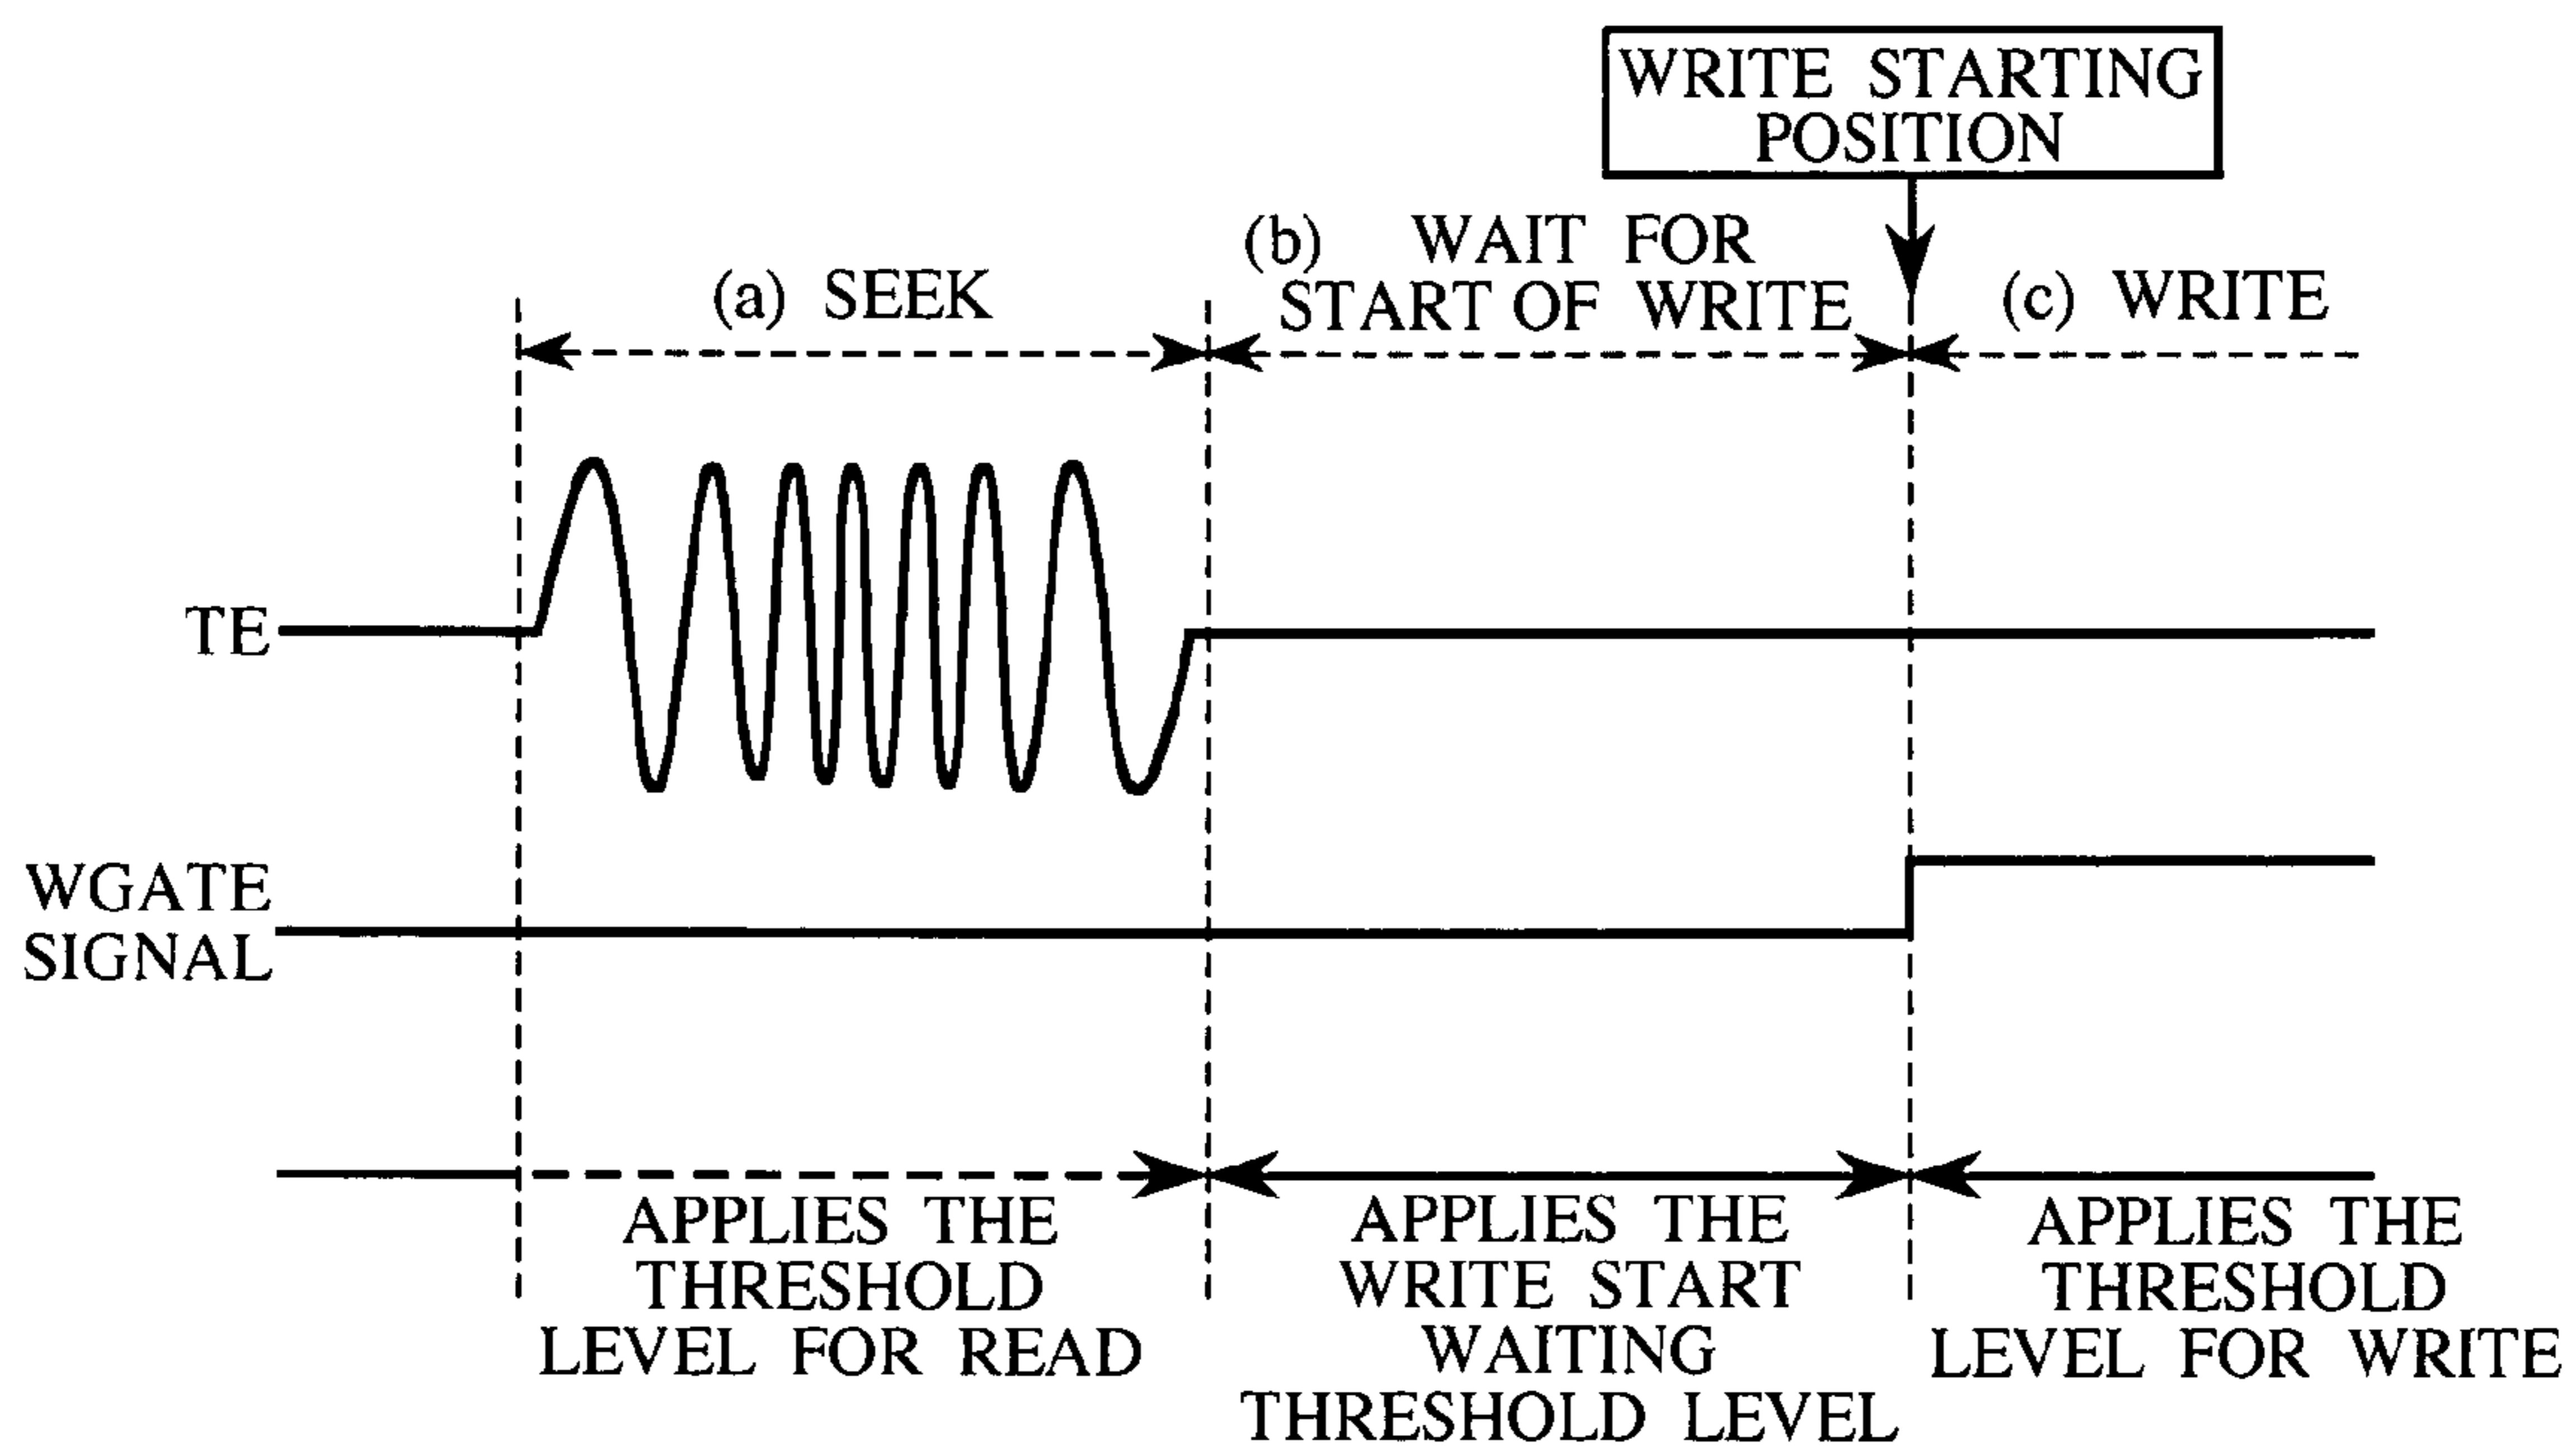 WRITE STARTING
POSITION
(a) SEEK
(b) WAIT FOR
START OF WRITE
(c) WRITE
TE
WGATE
SIGNAL
APPLIES THE
THRESHOLD
LEVEL FOR READ
APPLIES THE
WRITE START
WAITING
THRESHOLD LEVEL
APPLIES THE
THRESHOLD
LEVEL FOR WRITE